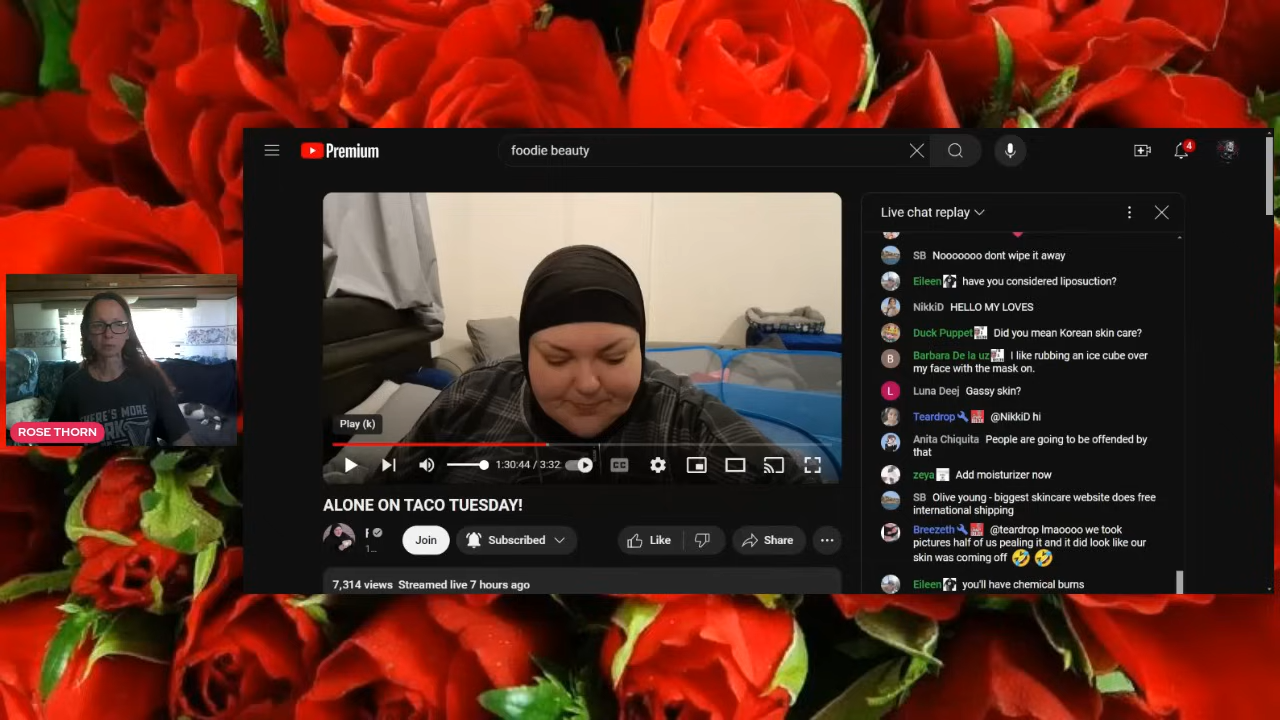 Premium
foodie beauty
4
Live chat replay
SB Nooooooo dont wipe it away
Eileen have you considered liposuction?
NikkiD HELLO MY LOVES
Duck Puppet Did you mean Korean skin care?
B Barbara De la uz I like rubbing an ice cube over
my face with the mask on.
L Luna Deej Gassy skin?
Teardrop @NikkiD hi
Anita Chiquita People are going to be offended by
that
zeya Add moisturizer now
SB Olive young - biggest skincare website does free
international shipping
Breezeth @teardrop lmaoooo we took
pictures half of us pealing it and it did look like our
skin was coming off 🤣 🤣
Eileen you'll have chemical burns
Play (k)
1:30:44 / 3:32
CC
ALONE ON TACO TUESDAY!
1...
Join
Subscribed
Like
Share
7,314 views Streamed live 7 hours ago
THERE'S MORE
ROSE THORN